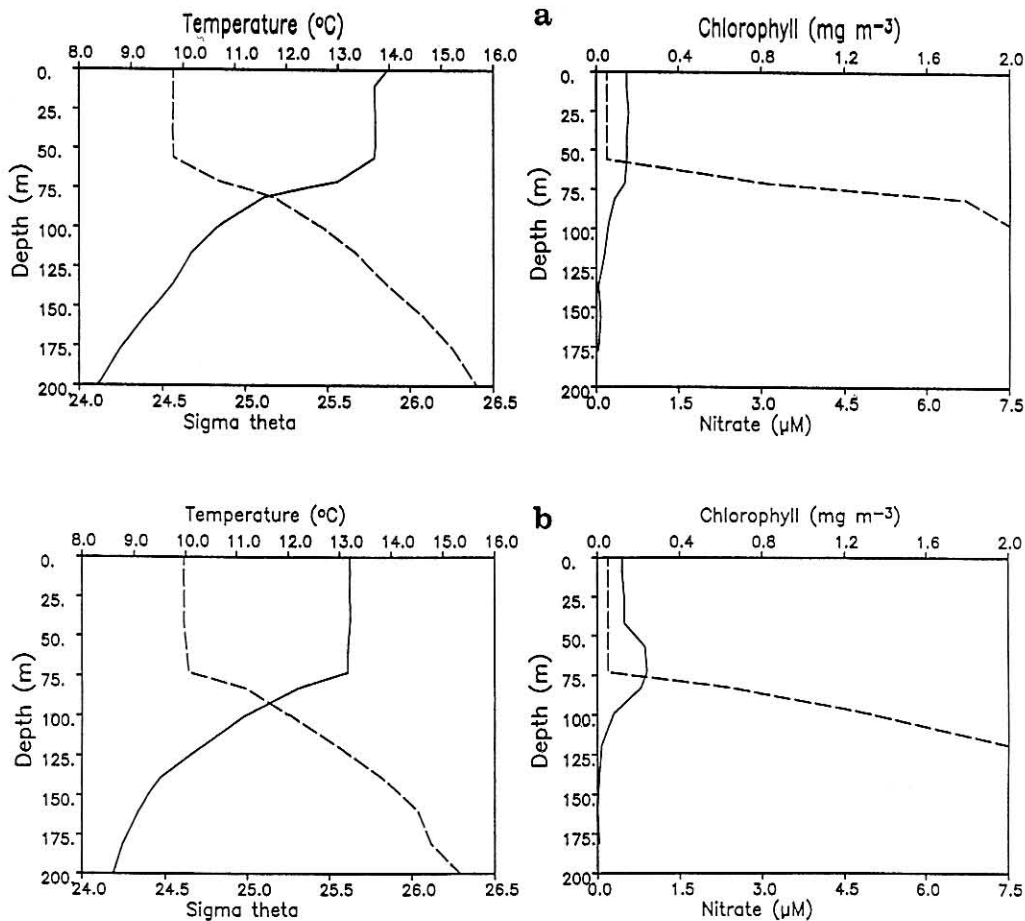 a
Temperature (ºC)
8.0 9.0 10.0 11.0 12.0 13.0 14.0 15.0 16.0
Depth (m)
0.
25.
50.
75.
100.
125.
150.
175.
200.
24.0 24.5 25.0 25.5 26.0 26.5
Sigma theta
Chlorophyll (mg m⁻³)
0.0 0.4 0.8 1.2 1.6 2.0
Depth (m)
0.
25.
50.
75.
100.
125.
150.
175.
200.
0.0 1.5 3.0 4.5 6.0 7.5
Nitrate (µM)
b
Temperature (ºC)
8.0 9.0 10.0 11.0 12.0 13.0 14.0 15.0 16.0
Depth (m)
0.
25.
50.
75.
100.
125.
150.
175.
200.
24.0 24.5 25.0 25.5 26.0 26.5
Sigma theta
Chlorophyll (mg m⁻³)
0.0 0.4 0.8 1.2 1.6 2.0
Depth (m)
0.
25.
50.
75.
100.
125.
150.
175.
200.
0.0 1.5 3.0 4.5 6.0 7.5
Nitrate (µM)